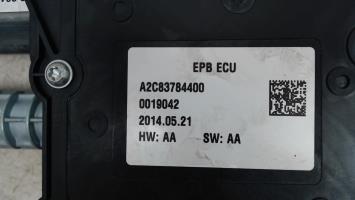 EPB ECU
A2C83784400
0019042
2014.05.21
HW: AA SW: AA